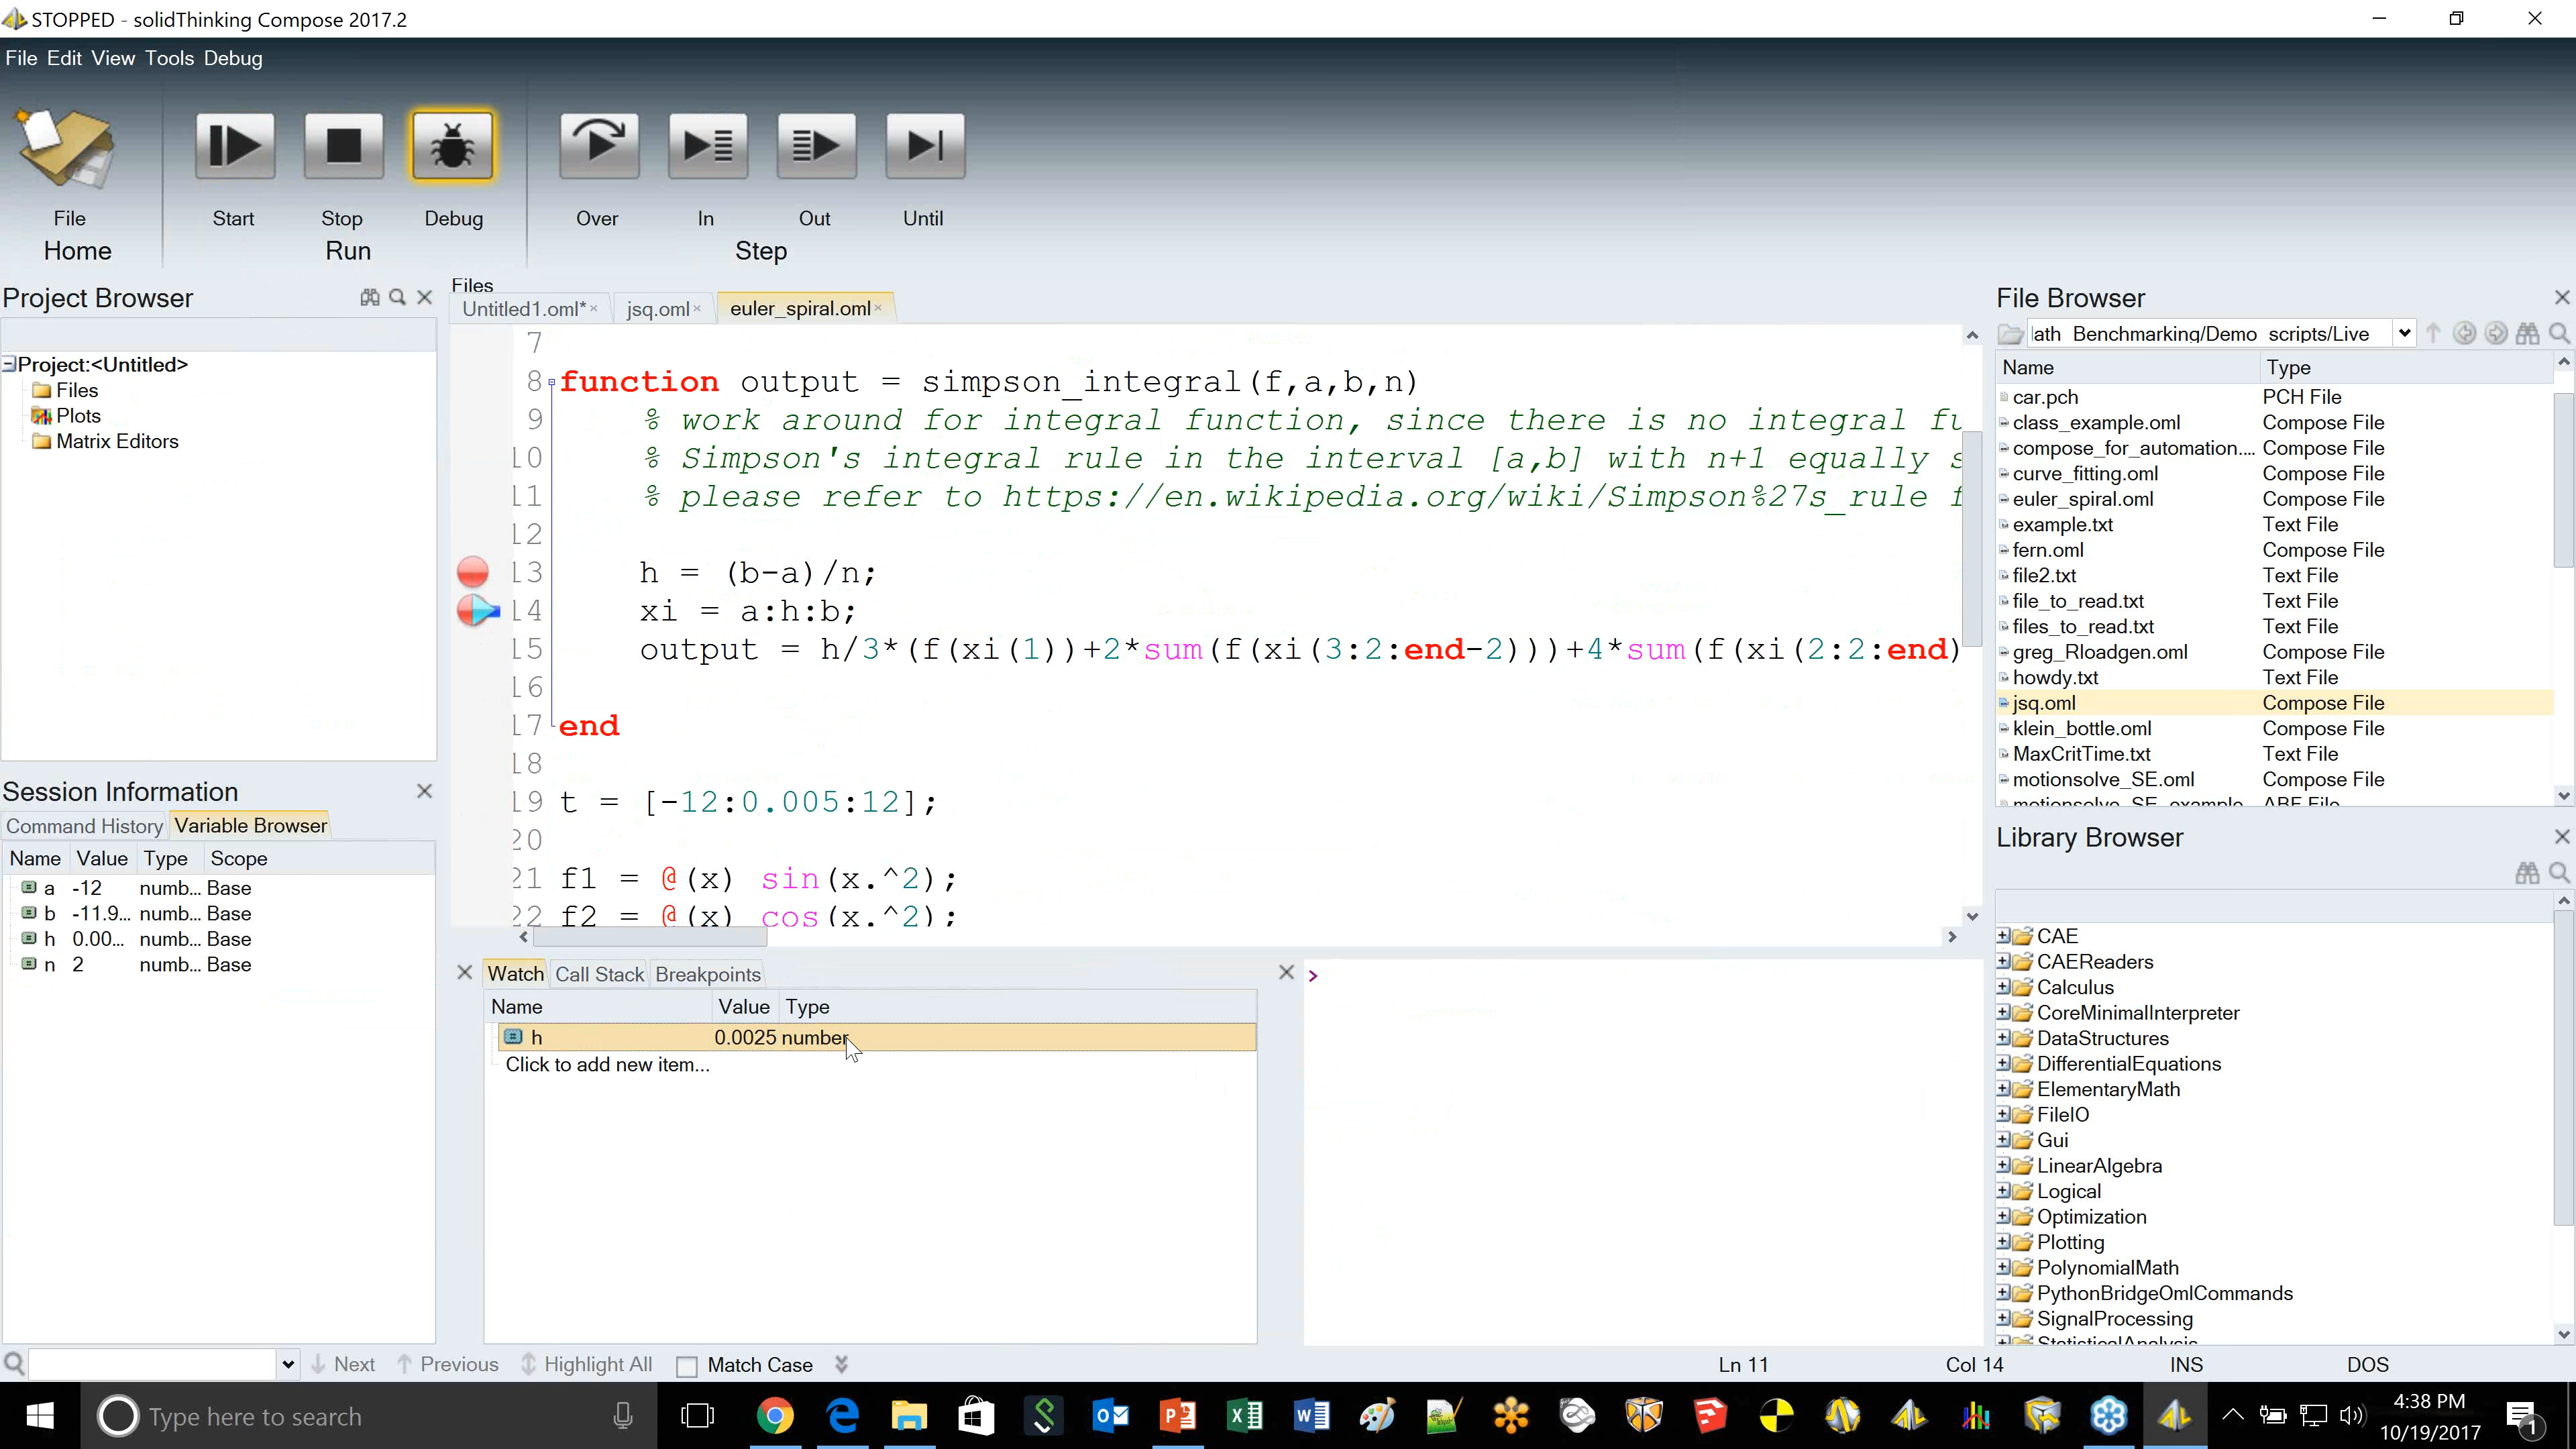 STOPPED - solidThinking Compose 2017.2
File Edit View Tools Debug
File Start Stop Debug Over In Out Until
Home Run Step
Project Browser
Project:<Untitled>
Files
Plots
Matrix Editors
Session Information
Command History Variable Browser
Name Value Type Scope
a -12 numb... Base
b -11.9... numb... Base
h 0.00... numb... Base
n 2 numb... Base
Files
Untitled1.oml* jsq.oml euler_spiral.oml
7
8 function output = simpson_integral(f,a,b,n)
9 % work around for integral function, since there is no integral fu
10 % Simpson's integral rule in the interval [a,b] with n+1 equally s
11 % please refer to https://en.wikipedia.org/wiki/Simpson%27s_rule f
12
13 h = (b-a)/n;
14 xi = a:h:b;
15 output = h/3*(f(xi(1))+2*sum(f(xi(3:2:end-2)))+4*sum(f(xi(2:2:end)
16
17 end
18
19 t = [-12:0.005:12];
20
21 f1 = @(x) sin(x.^2);
22 f2 = @(x) cos(x.^2);
Watch Call Stack Breakpoints
Name Value Type
h 0.0025 number
Click to add new item...
>
File Browser
ath_Benchmarking/Demo_scripts/Live
Name Type
car.pch PCH File
class_example.oml Compose File
compose_for_automation.... Compose File
curve_fitting.oml Compose File
euler_spiral.oml Compose File
example.txt Text File
fern.oml Compose File
file2.txt Text File
file_to_read.txt Text File
files_to_read.txt Text File
greg_Rloadgen.oml Compose File
howdy.txt Text File
jsq.oml Compose File
klein_bottle.oml Compose File
MaxCritTime.txt Text File
motionsolve_SE.oml Compose File
motionsolve_SE_example ABF File
Library Browser
CAE
CAEReaders
Calculus
CoreMinimalInterpreter
DataStructures
DifferentialEquations
ElementaryMath
FileIO
Gui
LinearAlgebra
Logical
Optimization
Plotting
PolynomialMath
PythonBridgeOmlCommands
SignalProcessing
StatisticalAnalysis
Next Previous Highlight All Match Case
Ln 11 Col 14 INS DOS
Type here to search
4:38 PM
10/19/2017
1